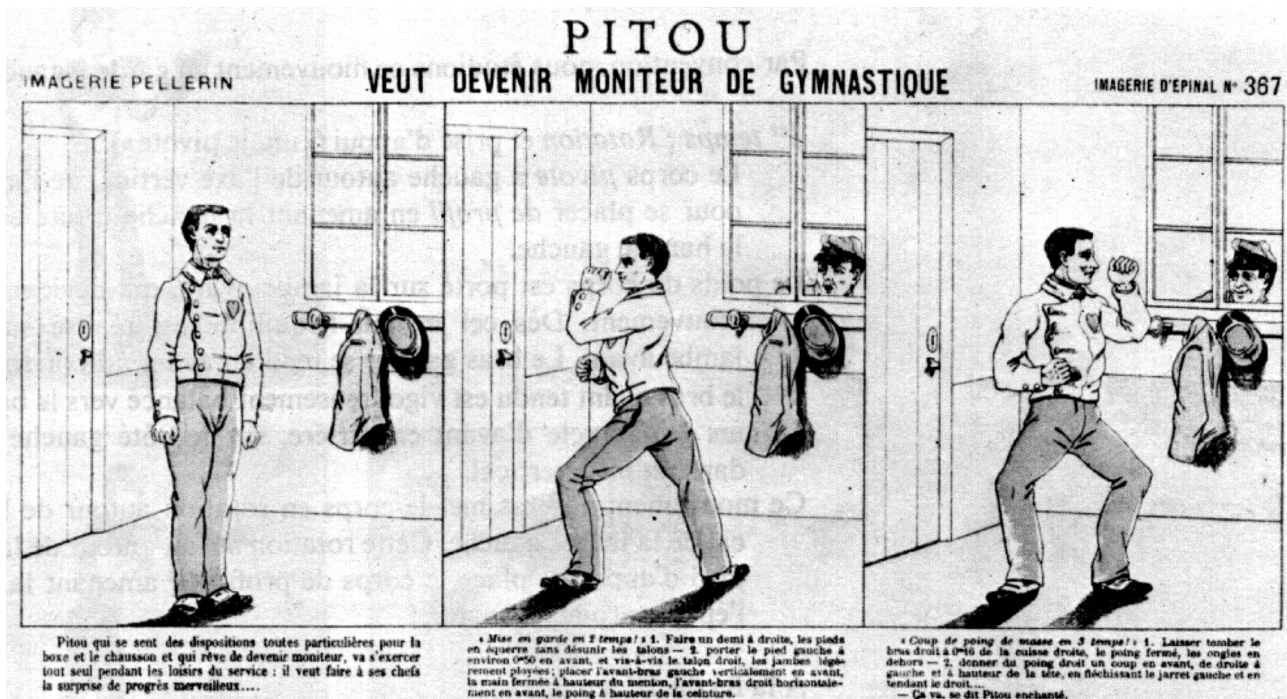 PITOU
IMAGERIE PELLERIN
VEUT DEVENIR MONITEUR DE GYMNASTIQUE
IMAGERIE D'EPINAL Nº 367
Pitou qui se sent des dispositions toutes particulières pour la
boxe et le chausson et qui rêve de devenir moniteur, va s'exercer
tout seul pendant les loisirs du service : il veut faire à ses chefs
la surprise de progrès merveilleux....
« Mise en garde en 2 temps! » 1. Faire un demi à droite, les pieds
en équerre sans désunir les talons — 2. porter le pied gauche à
environ 0m50 en avant, et vis-à-vis le talon droit, les jambes légè-
rement ployées; placer l'avant-bras gauche verticalement en avant,
la main fermée à hauteur du menton, l'avant-bras droit horizontale-
ment en avant, le poing à hauteur de la ceinture.
« Coup de poing de masse en 3 temps! » 1. Laisser tomber le
bras droit à 0m16 de la cuisse droite, le poing fermé, les ongles en
dehors — 2. donner du poing droit un coup en avant, de droite à
gauche et à hauteur de la tête, en fléchissant le jarret gauche et en
tendant le droit....
— Ça va, se dit Pitou enchanté.